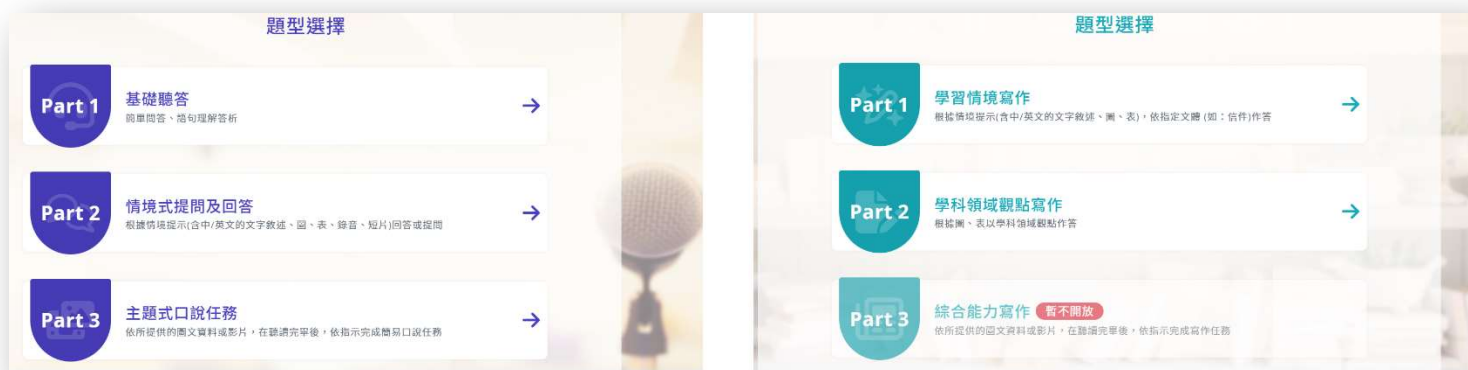 題型選擇
Part 1
基礎聽答
簡單問答、語句理解答析
Part 2
情境式提問及回答
根據情境提示(含中/英文的文字敘述、圖、表、錄音、短片)回答或提問
Part 3
主題式口說任務
依所提供的圖文資料或影片，在聽讀完畢後，依指示完成簡易口說任務
題型選擇
Part 1
學習情境寫作
根據情境提示(含中/英文的文字敘述、圖、表)，依指定文體 (如：信件)作答
Part 2
學科領域觀點寫作
根據圖、表以學科領域觀點作答
Part 3
綜合能力寫作 暫不開放
依所提供的圖文資料或影片，在聽讀完畢後，依指示完成寫作任務